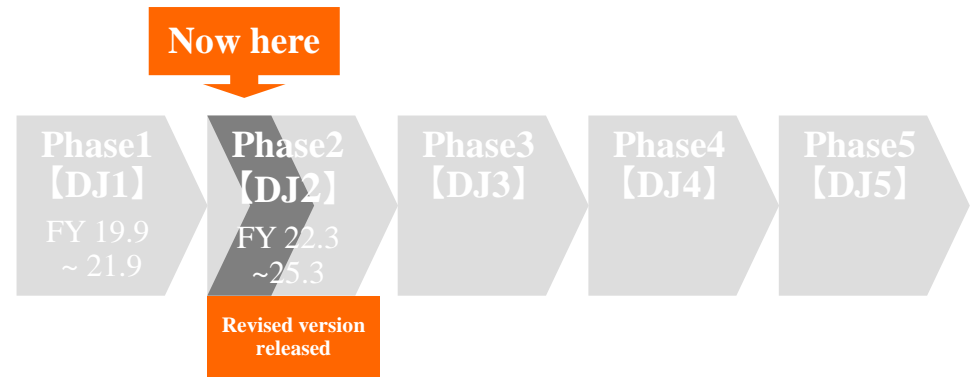 Now here
Phase1
【DJ1】
FY 19.9
~ 21.9
Phase2
【DJ2】
FY 22.3
~25.3
Phase3
【DJ3】
Phase4
【DJ4】
Phase5
【DJ5】
Revised version
released